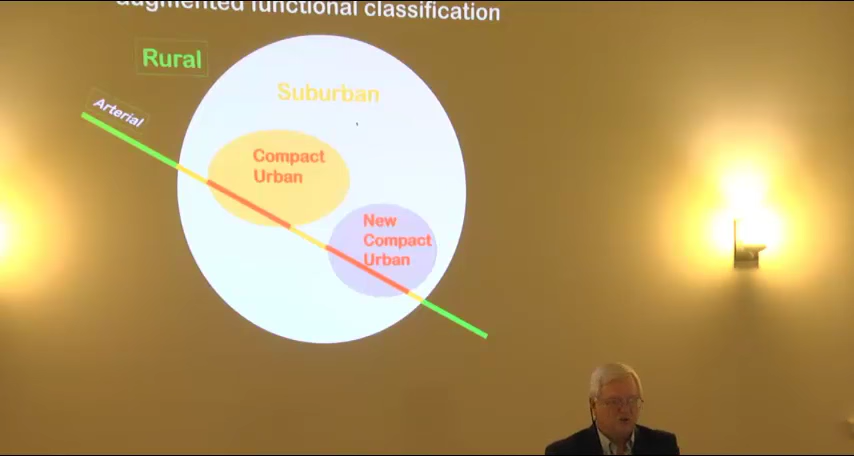 augmented functional classification
Rural
Suburban
Arterial
Compact
Urban
New
Compact
Urban